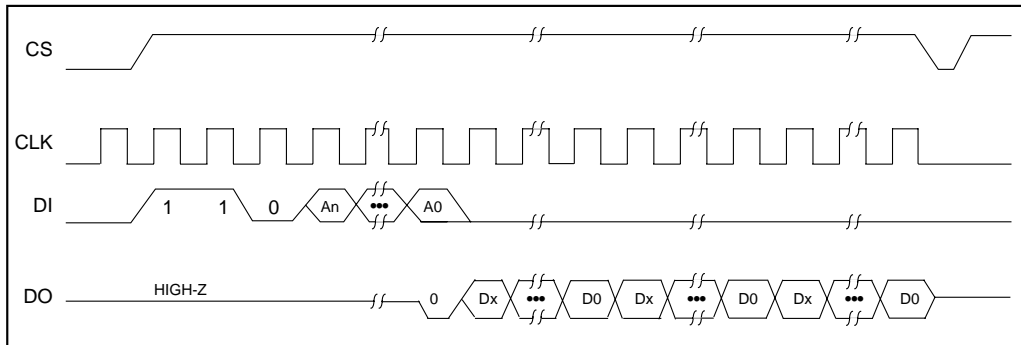 CS
CLK
DI 1 1 0 An ••• A0
HIGH-Z
DO 0 Dx ••• D0 Dx ••• D0 Dx ••• D0